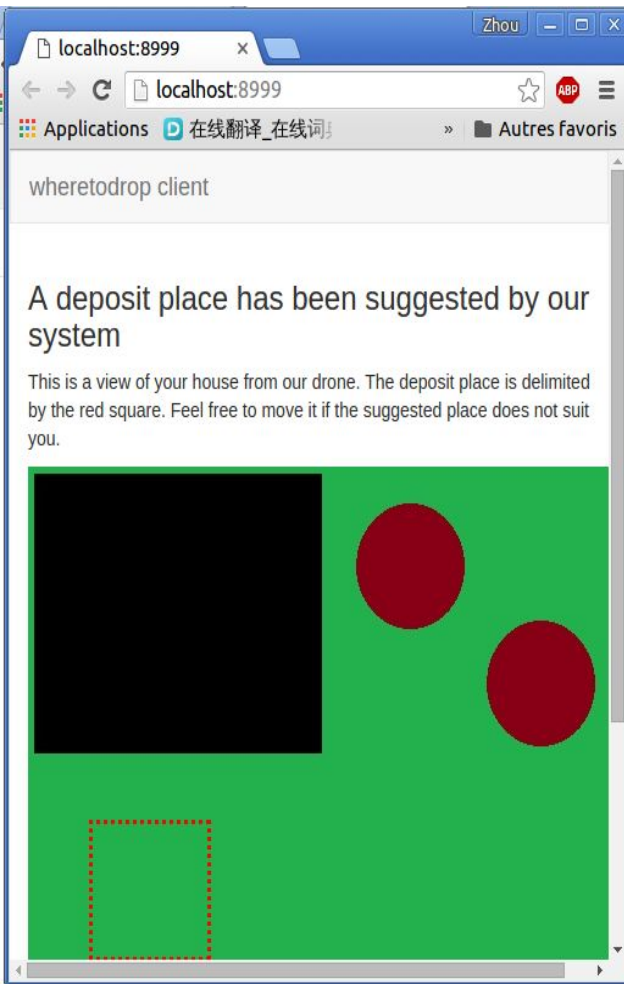 Zhou
localhost:8999
localhost:8999
ABP
Applications
在线翻译_在线词
» Autres favoris
wheretodrop client
A deposit place has been suggested by our
system
This is a view of your house from our drone. The deposit place is delimited
by the red square. Feel free to move it if the suggested place does not suit
you.